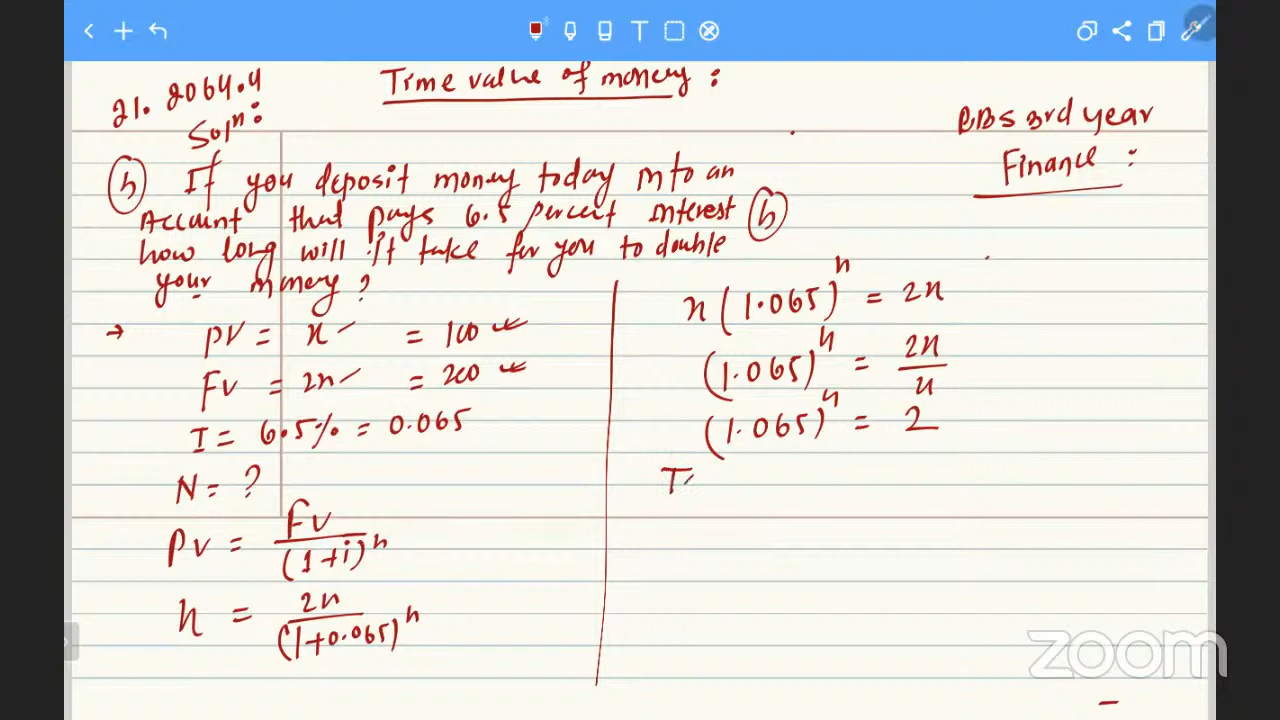 Time value of money :
21. 2064.4
Solⁿ:
BBS 3rd year
Finance :
(b) If you deposit money today into an
Account that pays 6.5 percent interest
how long will it take for you to double
your money ?
→ PV = x = 100
FV = 2x = 200
I = 6.5% = 0.065
N = ?
PV = FV / (1+i)ⁿ
x = 2x / (1+0.065)ⁿ
(b)
x (1.065)ⁿ = 2x
(1.065)ⁿ = 2x / x
(1.065)ⁿ = 2
T
zoom